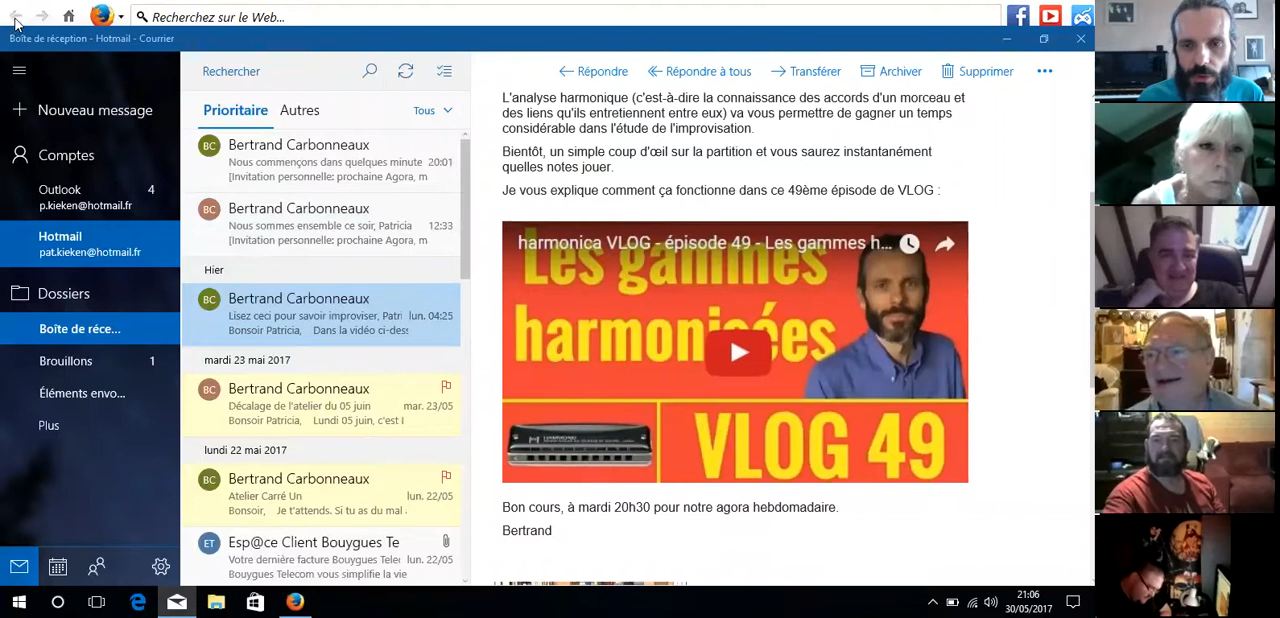 Recherchez sur le Web...
Boîte de réception - Hotmail - Courrier
Nouveau message
Comptes
Outlook 4
p.kieken@hotmail.fr
Hotmail
pat.kieken@hotmail.fr
Dossiers
Boîte de réce...
Brouillons 1
Éléments envo...
Plus
Rechercher
Prioritaire Autres Tous
BC Bertrand Carbonneaux
Nous commençons dans quelques minute 20:01
[Invitation personnelle: prochaine Agora, m
BC Bertrand Carbonneaux
Nous sommes ensemble ce soir, Patricia 12:33
[Invitation personnelle: prochaine Agora, m
Hier
BC Bertrand Carbonneaux
Lisez ceci pour savoir improviser, Patri lun. 04:25
Bonsoir Patricia, Dans la vidéo ci-dess
mardi 23 mai 2017
BC Bertrand Carbonneaux
Décalage de l'atelier du 05 juin mar. 23/05
Bonsoir Patricia, Lundi 05 juin, c'est l
lundi 22 mai 2017
BC Bertrand Carbonneaux
Atelier Carré Un lun. 22/05
Bonsoir, Je t'attends. Si tu as du mal
ET Esp@ce Client Bouygues Te
Votre dernière facture Bouygues Tele lun. 22/05
Bouygues Telecom vous simplifie la vie
Répondre Répondre à tous Transférer Archiver Supprimer
L'analyse harmonique (c'est-à-dire la connaissance des accords d'un morceau et
des liens qu'ils entretiennent entre eux) va vous permettre de gagner un temps
considérable dans l'étude de l'improvisation.
Bientôt, un simple coup d'œil sur la partition et vous saurez instantanément
quelles notes jouer.
Je vous explique comment ça fonctionne dans ce 49ème épisode de VLOG :
harmonica VLOG - épisode 49 - Les gammes h...
Les gammes
harmonisées
VLOG 49
Bon cours, à mardi 20h30 pour notre agora hebdomadaire.
Bertrand
21:06
30/05/2017